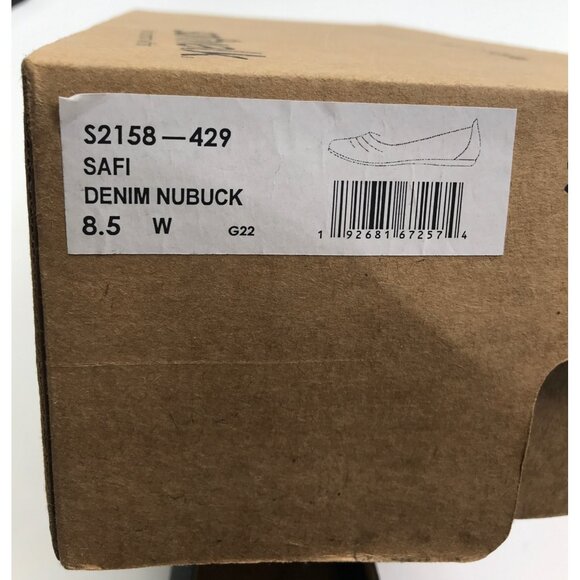 S2158—429
SAFI
DENIM NUBUCK
8.5 W G22
1 92681 67257 4